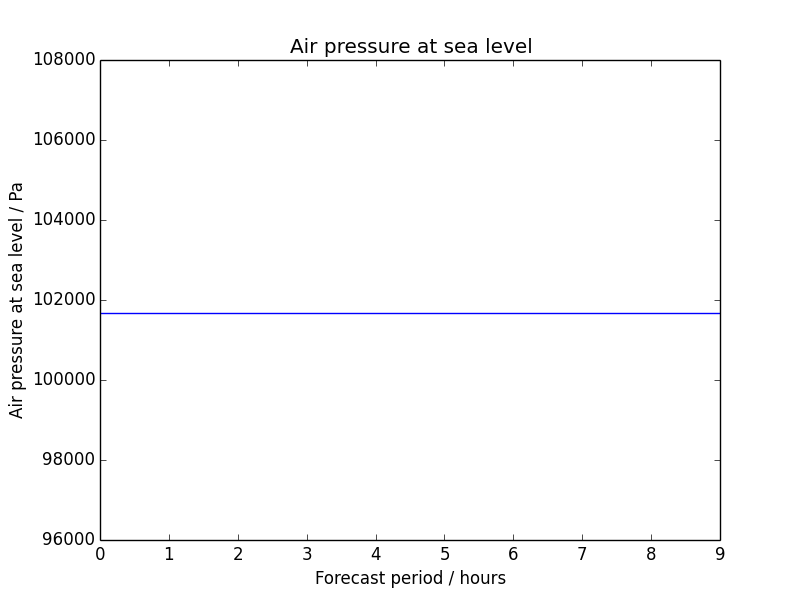 Air pressure at sea level
108000
106000
104000
102000
100000
98000
96000
Air pressure at sea level / Pa
0 1 2 3 4 5 6 7 8 9
Forecast period / hours